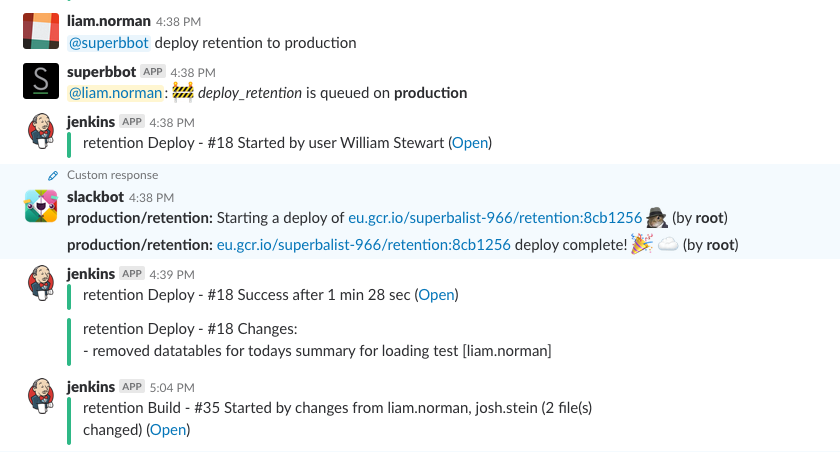 liam.norman 4:38 PM
@superbbot deploy retention to production
S
superbbot APP 4:38 PM
@liam.norman: 🚧 deploy_retention is queued on production
jenkins APP 4:38 PM
retention Deploy - #18 Started by user William Stewart (Open)
Custom response
slackbot 4:38 PM
production/retention: Starting a deploy of eu.gcr.io/superbalist-966/retention:8cb1256 (by root)
production/retention: eu.gcr.io/superbalist-966/retention:8cb1256 deploy complete! 🎉 ☁️ (by root)
jenkins APP 4:39 PM
retention Deploy - #18 Success after 1 min 28 sec (Open)
retention Deploy - #18 Changes:
- removed datatables for todays summary for loading test [liam.norman]
jenkins APP 5:04 PM
retention Build - #35 Started by changes from liam.norman, josh.stein (2 file(s)
changed) (Open)